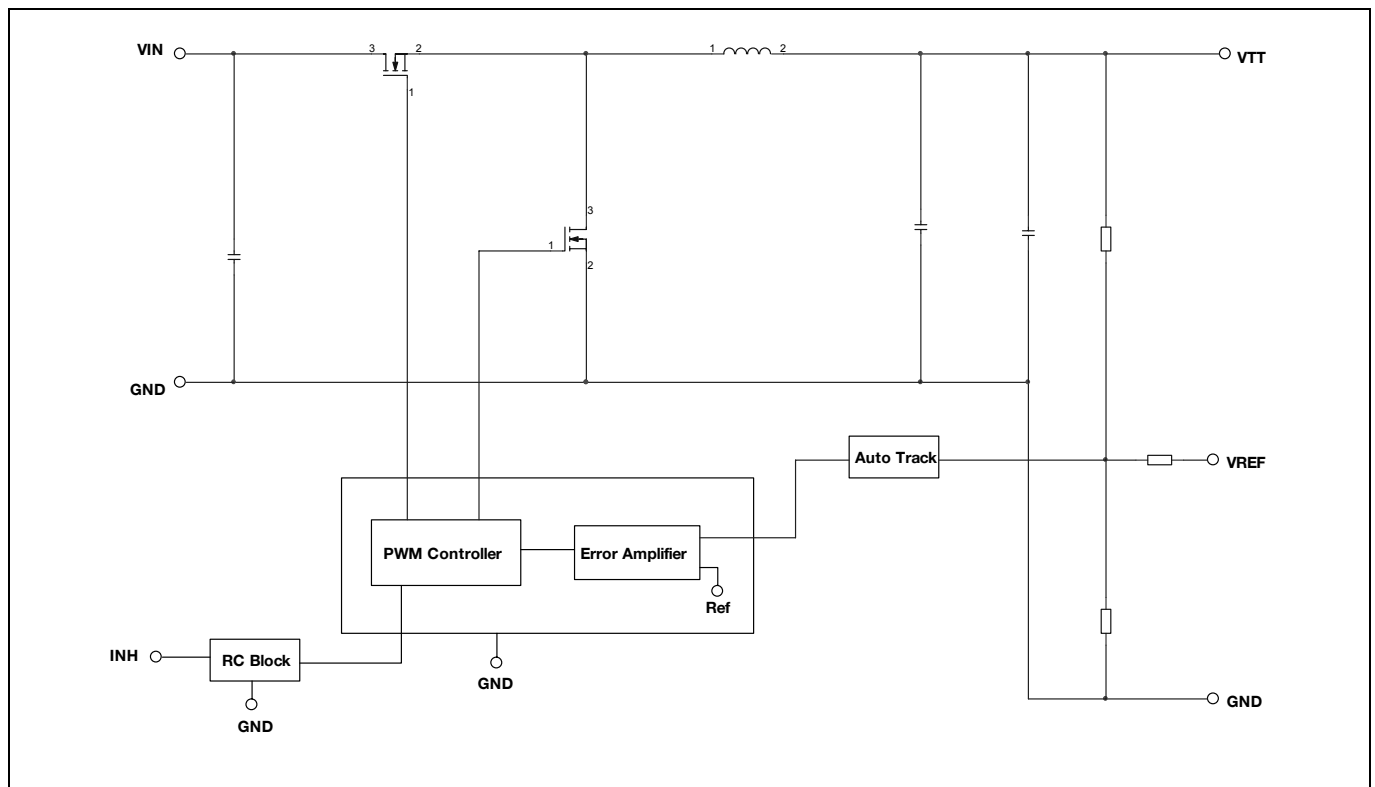 VIN
3
2
1
1
2
VTT
3
1
2
GND
Auto Track
VREF
PWM Controller
Error Amplifier
Ref
INH
RC Block
GND
GND
GND